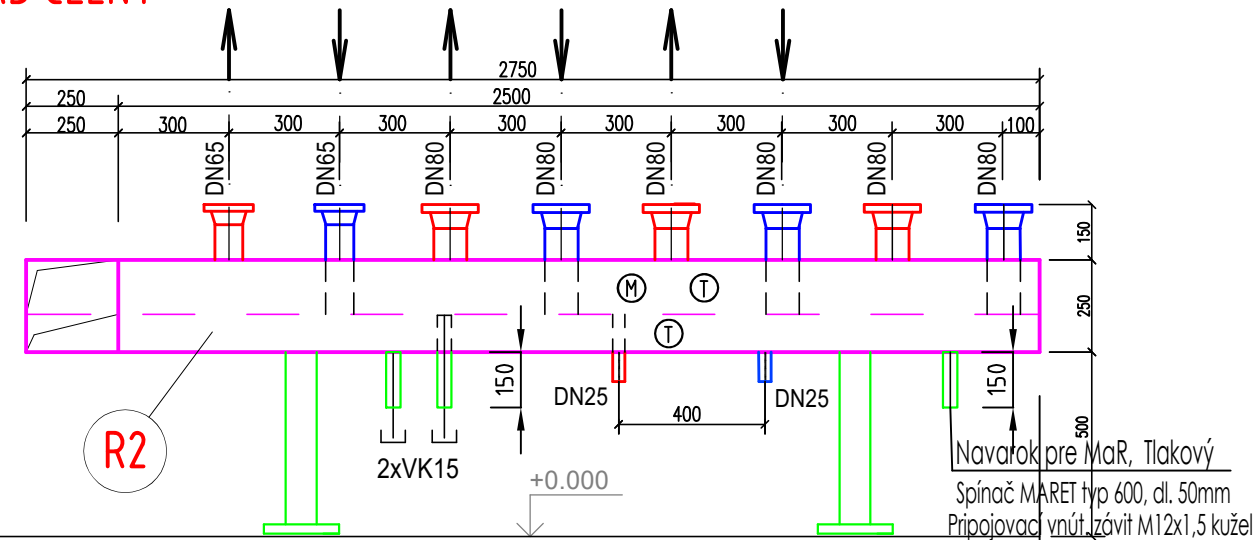 2750
250
2500
250
300
300
300
300
300
300
300
300
100
DN65
DN65
DN80
DN80
DN80
DN80
DN80
DN80
150
250
500
M
T
T
150
DN25
DN25
400
150
R2
2xVK15
+0.000
Navarok pre MaR, Tlakový
Spínač MARET typ 600, dl. 50mm
Pripojovací vnút. závit M12x1,5 kužel